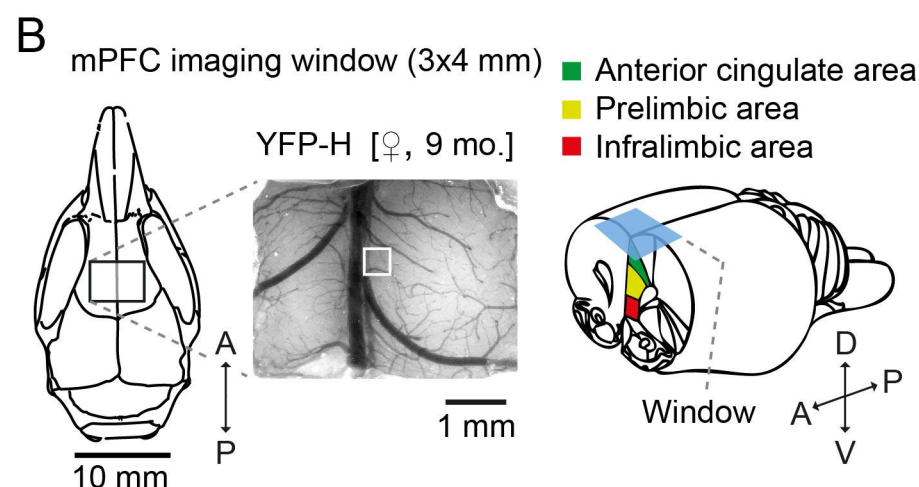 B
mPFC imaging window (3x4 mm)
Anterior cingulate area
Prelimbic area
Infralimbic area
YFP-H [♀, 9 mo.]
A
P
10 mm
1 mm
Window
D
A
P
V